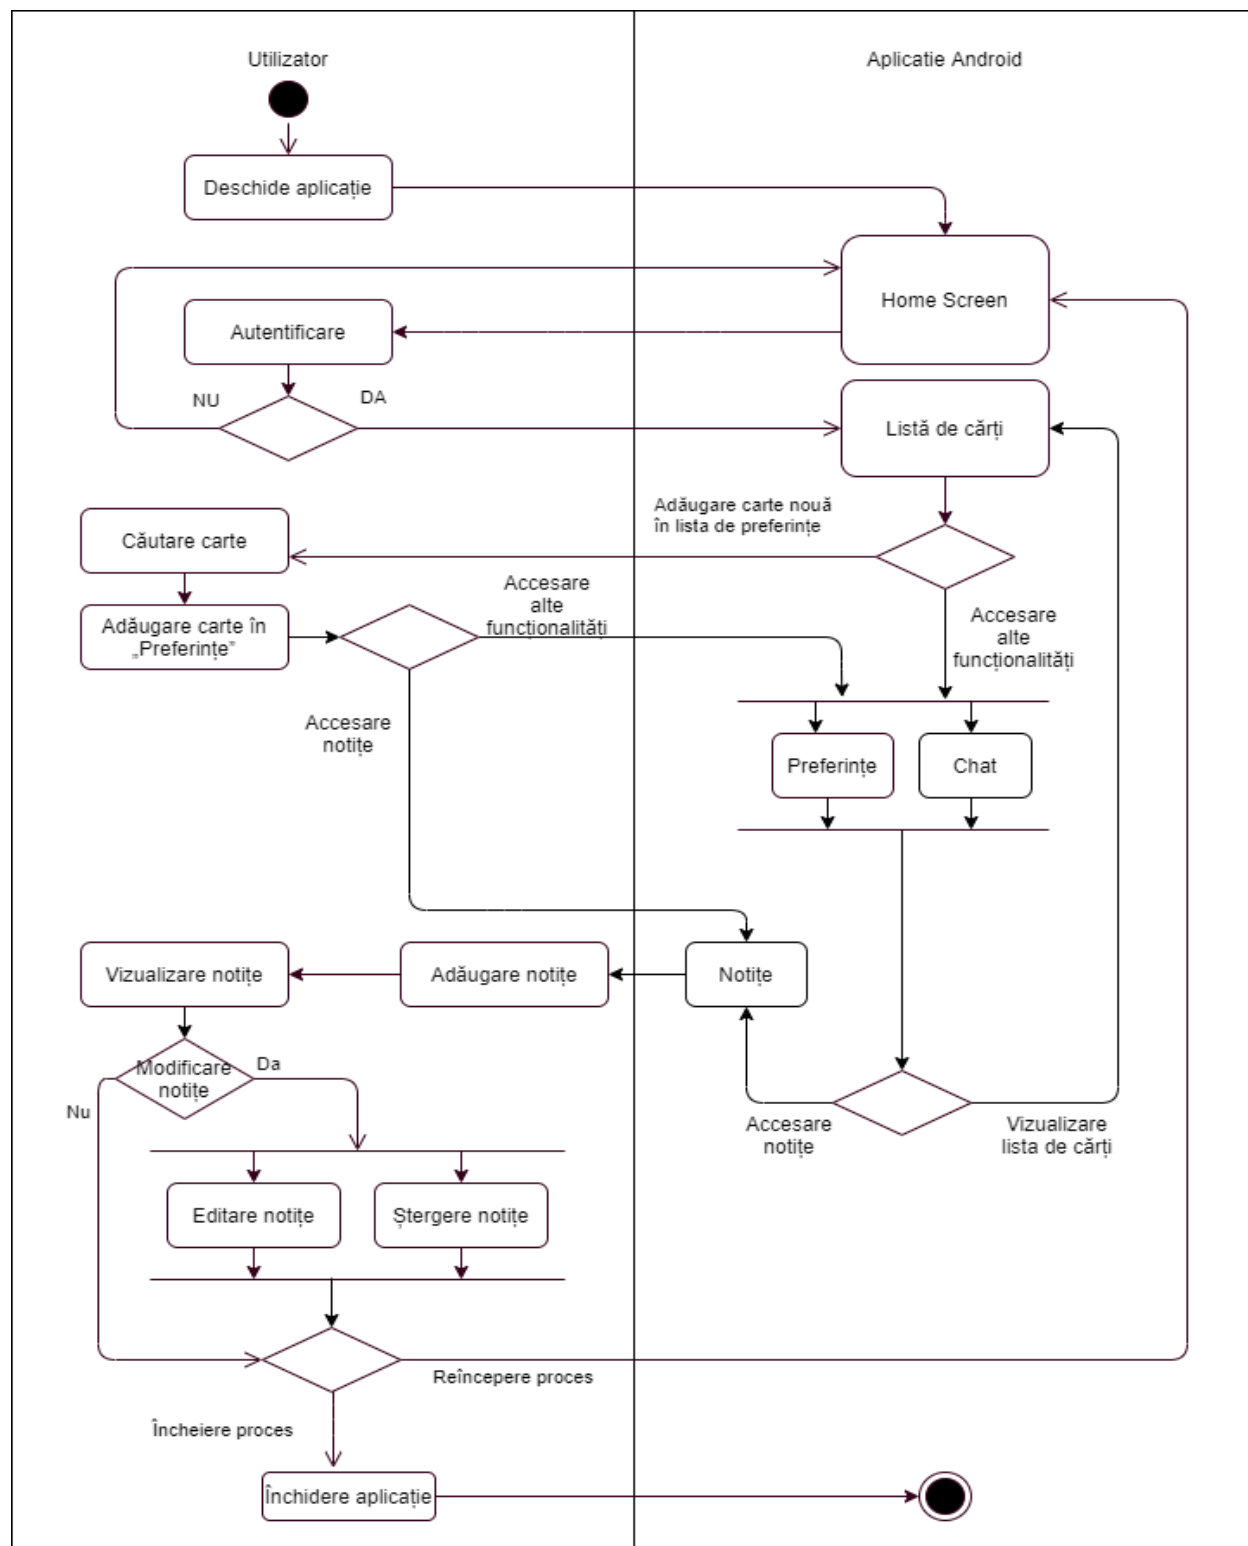 Utilizator
Aplicatie Android
Deschide aplicație
Home Screen
Autentificare
NU
DA
Listă de cărți
Adăugare carte nouă
în lista de preferințe
Căutare carte
Accesare
alte
funcționalități
Accesare
alte
funcționalități
Adăugare carte în
„Preferințe”
Accesare
notițe
Preferințe
Chat
Vizualizare notițe
Adăugare notițe
Notițe
Modificare
notițe
Da
Nu
Accesare
notițe
Vizualizare
lista de cărți
Editare notițe
Ștergere notițe
Reîncepere proces
Încheiere proces
Închidere aplicație